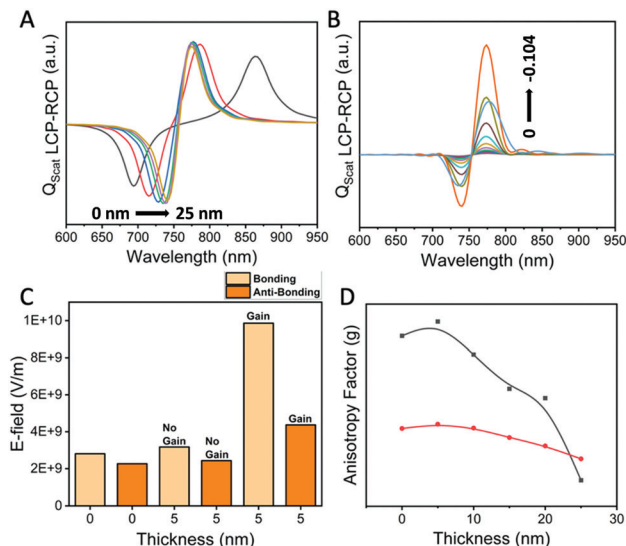 A
Q_Scat LCP-RCP (a.u.)
0 nm → 25 nm
600 650 700 750 800 850 900 950
Wavelength (nm)
B
Q_Scat LCP-RCP (a.u.)
0 → -0.104
600 650 700 750 800 850 900 950
Wavelength (nm)
C
Bonding
Anti-Bonding
E-field (V/m)
1E+10
8E+9
6E+9
4E+9
2E+9
0
No Gain
No Gain
Gain
Gain
0 0 5 5 5 5
Thickness (nm)
D
Anisotropy Factor (g)
0 10 20 30
Thickness (nm)